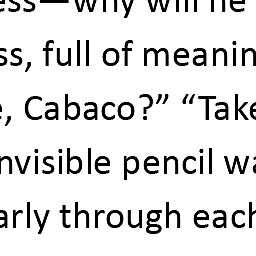 ess—why will he
ss, full of meanin
e, Cabaco?” “Take
nvisible pencil wa
arly through each